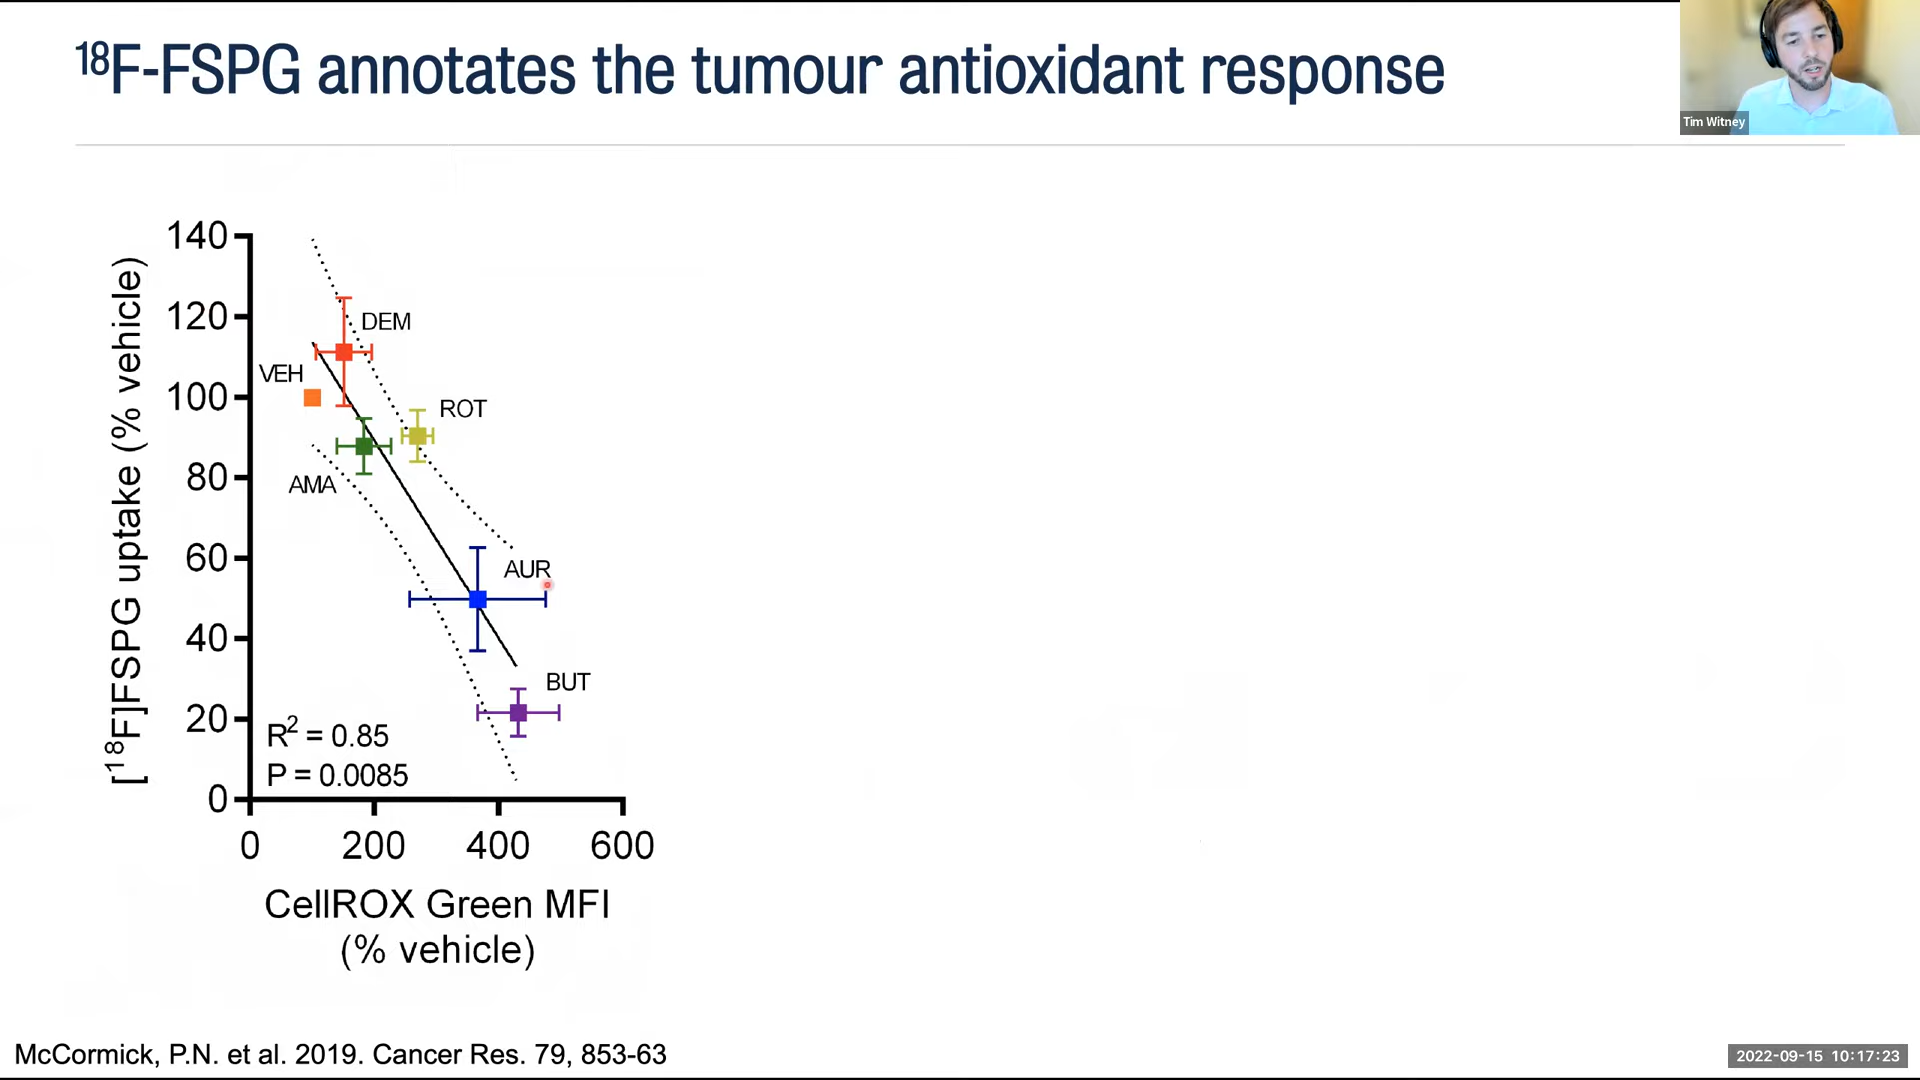 ¹⁸F-FSPG annotates the tumour antioxidant response
Tim Witney
[¹⁸F]FSPG uptake (% vehicle)
140
120
100
80
60
40
20
0
DEM
VEH
ROT
AMA
AUR
BUT
R² = 0.85
P = 0.0085
0 200 400 600
CellROX Green MFI
(% vehicle)
McCormick, P.N. et al. 2019. Cancer Res. 79, 853-63
2022-09-15 10:17:23